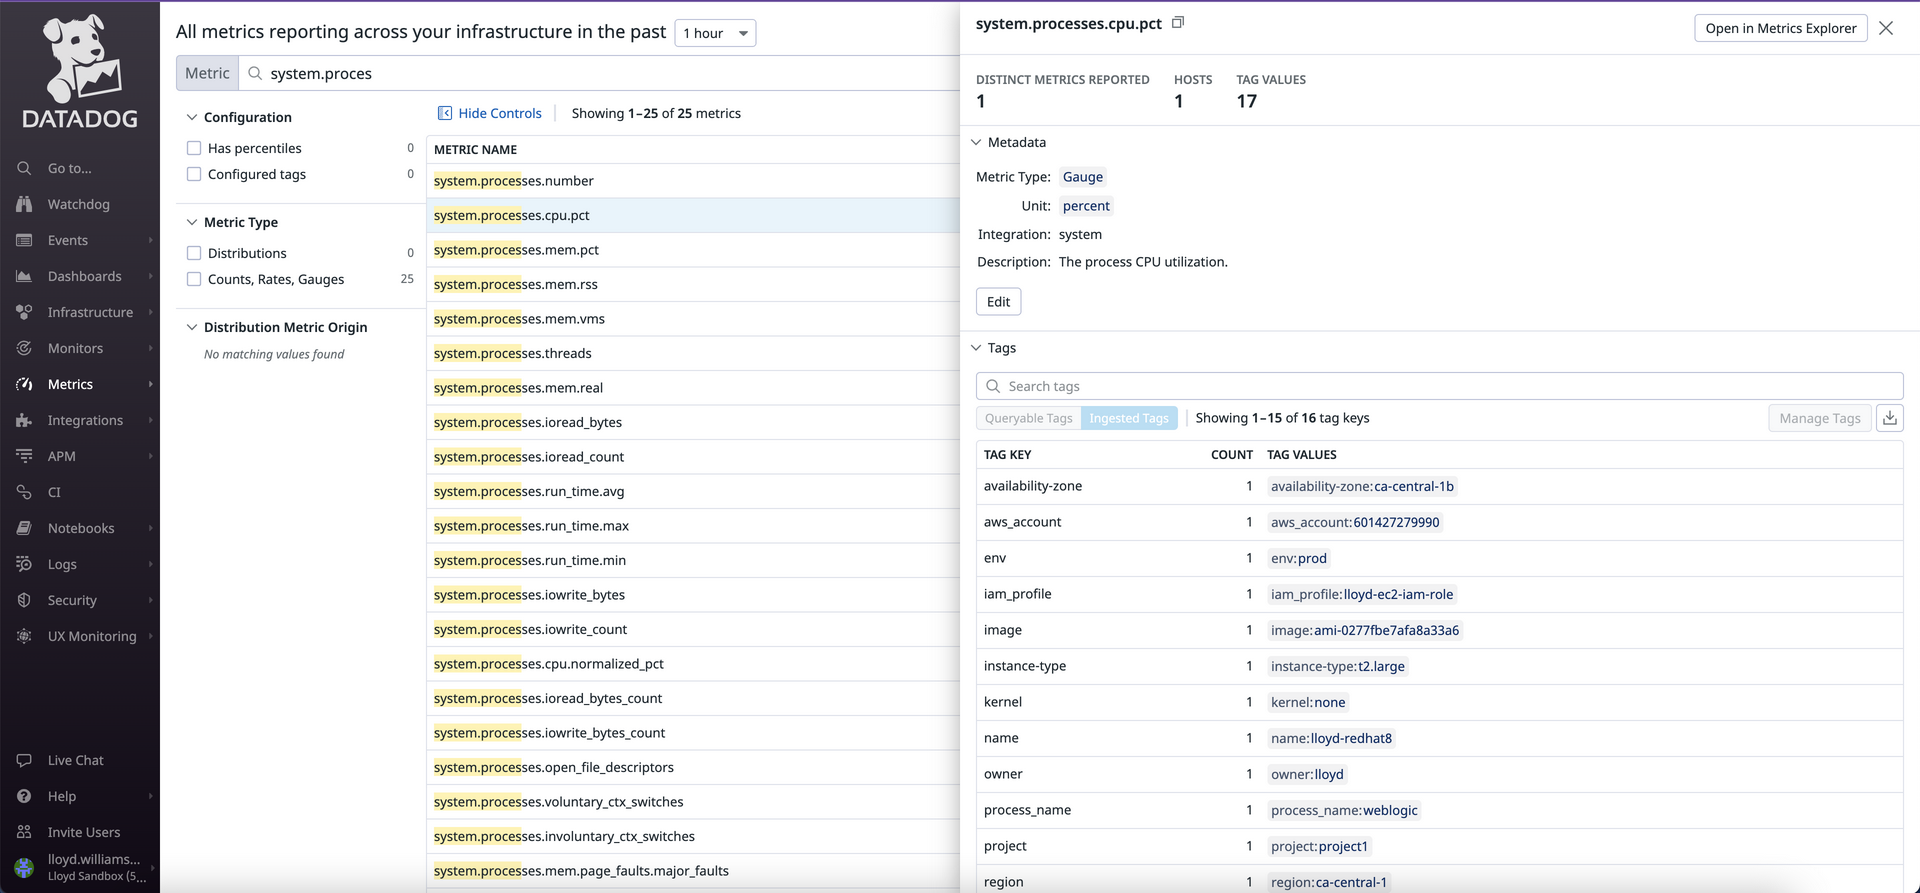 DATADOG
Go to...
Watchdog
Events
Dashboards
Infrastructure
Monitors
Metrics
Integrations
APM
CI
Notebooks
Logs
Security
UX Monitoring
Live Chat
Help
Invite Users
lloyd.williams...
Lloyd Sandbox (5...
All metrics reporting across your infrastructure in the past 1 hour
Metric system.proces
Configuration
Has percentiles 0
Configured tags 0
Metric Type
Distributions 0
Counts, Rates, Gauges 25
Distribution Metric Origin
No matching values found
Hide Controls Showing 1–25 of 25 metrics
METRIC NAME
system.processes.number
system.processes.cpu.pct
system.processes.mem.pct
system.processes.mem.rss
system.processes.mem.vms
system.processes.threads
system.processes.mem.real
system.processes.ioread_bytes
system.processes.ioread_count
system.processes.run_time.avg
system.processes.run_time.max
system.processes.run_time.min
system.processes.iowrite_bytes
system.processes.iowrite_count
system.processes.cpu.normalized_pct
system.processes.ioread_bytes_count
system.processes.iowrite_bytes_count
system.processes.open_file_descriptors
system.processes.voluntary_ctx_switches
system.processes.involuntary_ctx_switches
system.processes.mem.page_faults.major_faults
system.processes.cpu.pct
Open in Metrics Explorer
DISTINCT METRICS REPORTED HOSTS TAG VALUES
1 1 17
Metadata
Metric Type: Gauge
Unit: percent
Integration: system
Description: The process CPU utilization.
Edit
Tags
Search tags
Queryable Tags Ingested Tags Showing 1–15 of 16 tag keys Manage Tags
TAG KEY COUNT TAG VALUES
availability-zone 1 availability-zone:ca-central-1b
aws_account 1 aws_account:601427279990
env 1 env:prod
iam_profile 1 iam_profile:lloyd-ec2-iam-role
image 1 image:ami-0277fbe7afa8a33a6
instance-type 1 instance-type:t2.large
kernel 1 kernel:none
name 1 name:lloyd-redhat8
owner 1 owner:lloyd
process_name 1 process_name:weblogic
project 1 project:project1
region 1 region:ca-central-1